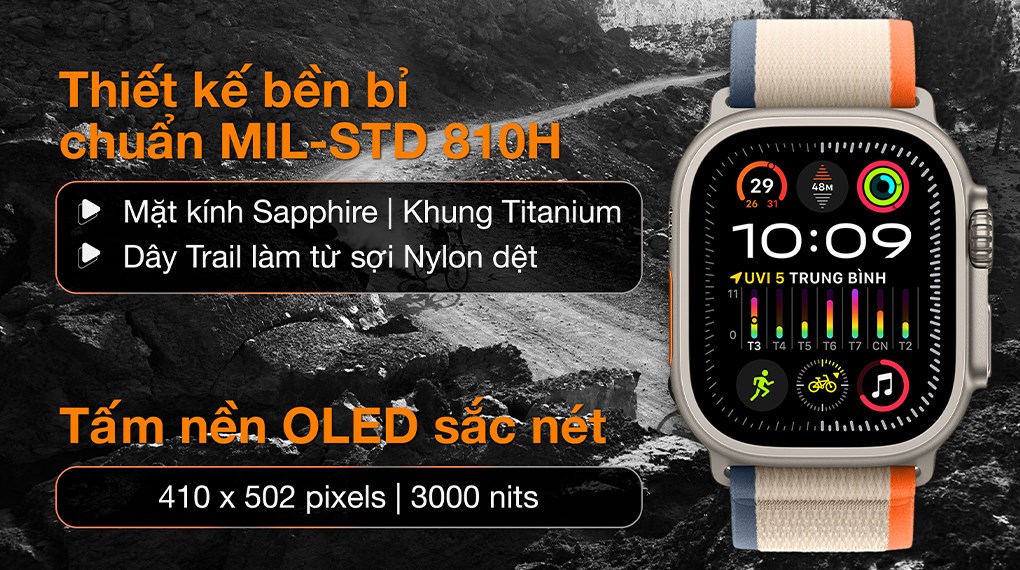 Thiết kế bền bỉ
chuẩn MIL-STD 810H
Mặt kính Sapphire | Khung Titanium
Dây Trail làm từ sợi Nylon dệt
Tấm nền OLED sắc nét
410 x 502 pixels | 3000 nits
29
26 31
48M
10:09
UVI 5 TRUNG BÌNH
11
0
T3 T4 T5 T6 T7 CN T2